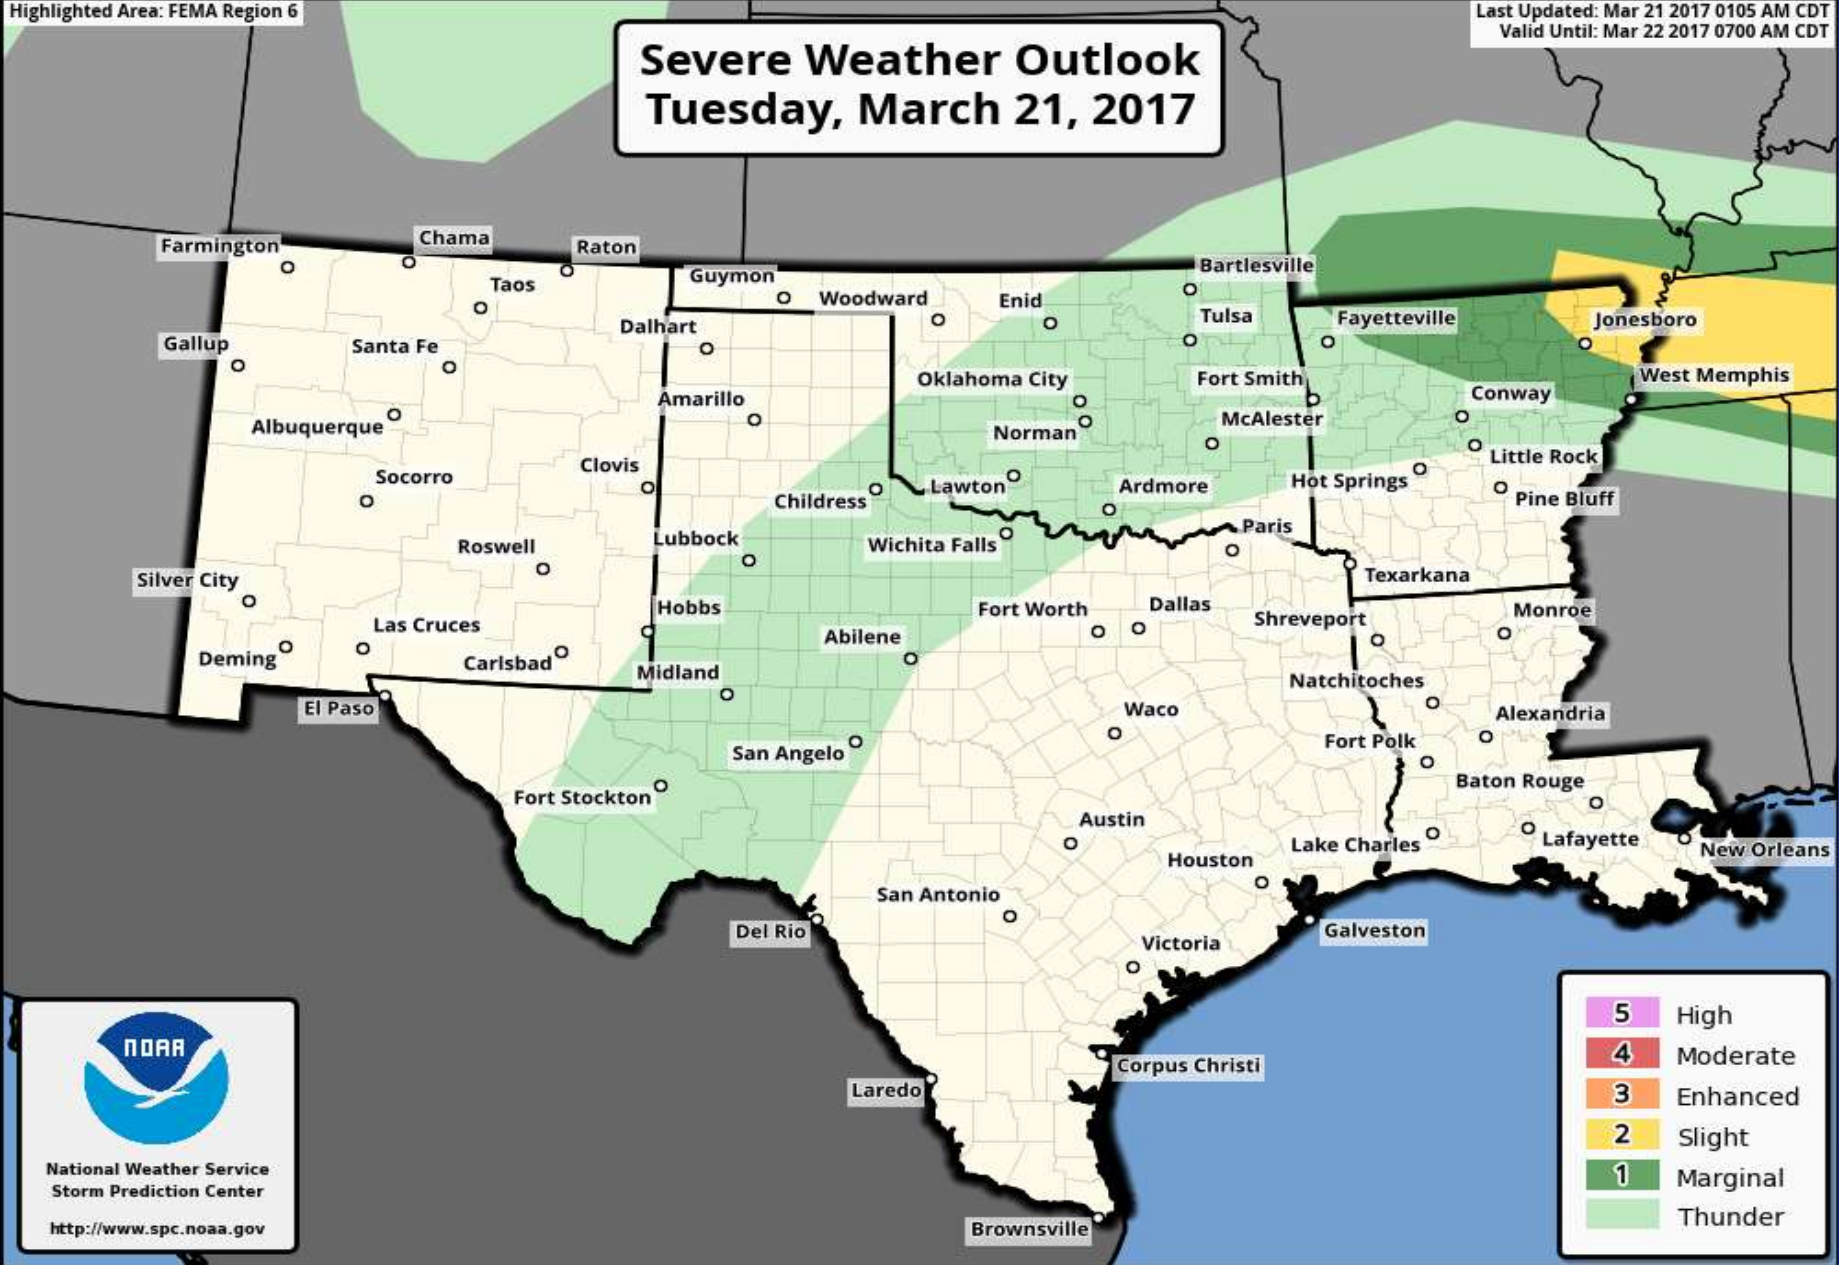 Highlighted Area: FEMA Region 6
Last Updated: Mar 21 2017 0105 AM CDT
Valid Until: Mar 22 2017 0700 AM CDT
Severe Weather Outlook
Tuesday, March 21, 2017
Farmington
Chama
Raton
Taos
Guymon
Woodward
Enid
Bartlesville
Tulsa
Fayetteville
Jonesboro
Gallup
Santa Fe
Dalhart
Albuquerque
Amarillo
Oklahoma City
Norman
Fort Smith
McAlester
Conway
West Memphis
Socorro
Clovis
Childress
Lawton
Ardmore
Hot Springs
Little Rock
Pine Bluff
Roswell
Lubbock
Wichita Falls
Paris
Texarkana
Silver City
Hobbs
Las Cruces
Deming
Carlsbad
Midland
Abilene
Fort Worth
Dallas
Shreveport
Monroe
El Paso
Natchitoches
Waco
Alexandria
San Angelo
Fort Polk
Fort Stockton
Baton Rouge
Austin
Lake Charles
Lafayette
New Orleans
Houston
San Antonio
Del Rio
Galveston
Victoria
Corpus Christi
Laredo
Brownsville
NOAA
National Weather Service
Storm Prediction Center
http://www.spc.noaa.gov
5 High
4 Moderate
3 Enhanced
2 Slight
1 Marginal
Thunder